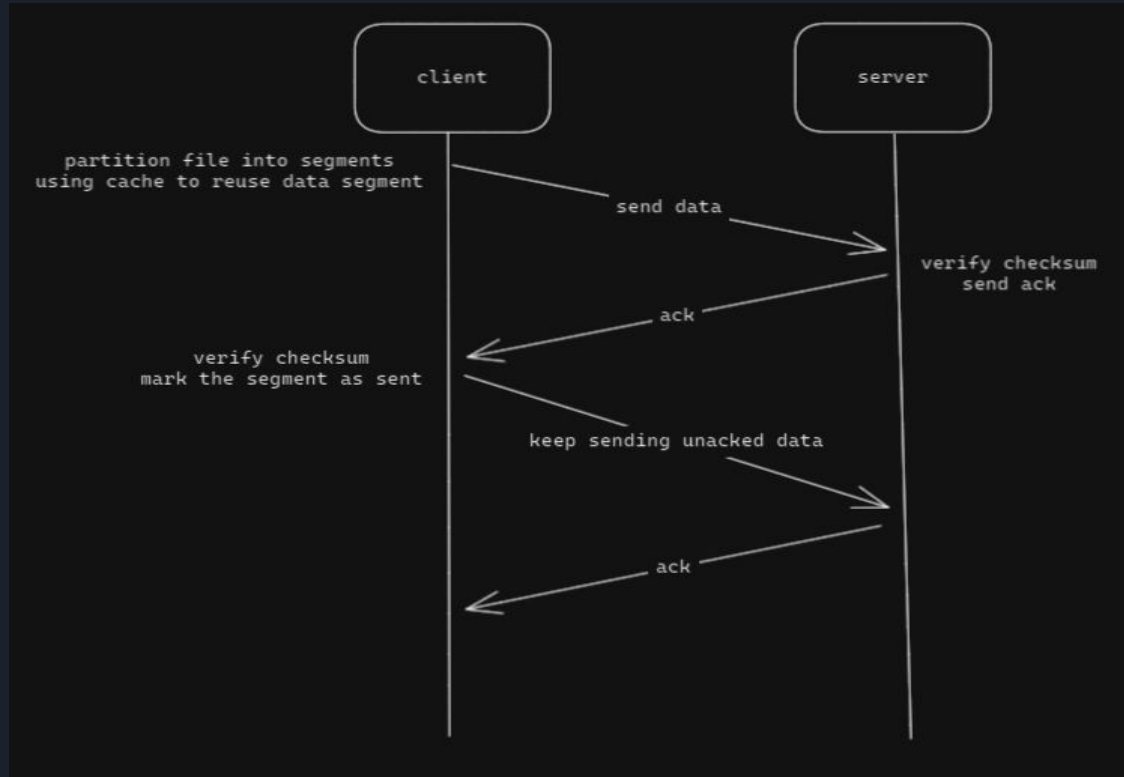 client
server
partition file into segments
using cache to reuse data segment
send data
verify checksum
send ack
ack
verify checksum
mark the segment as sent
keep sending unacked data
ack